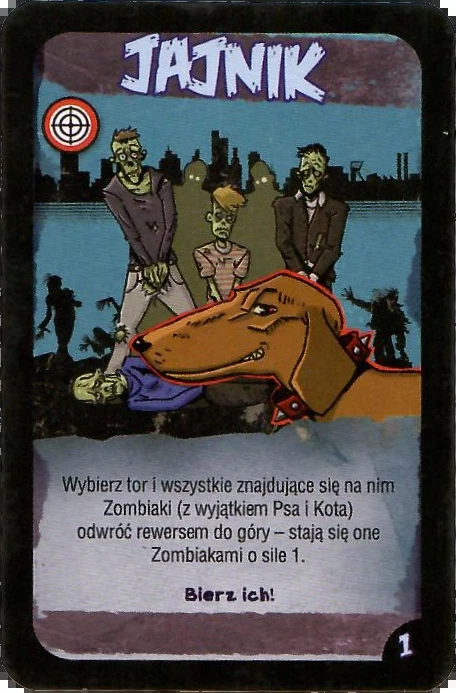 JAJNIK
Wybierz tor i wszystkie znajdujące się na nim
Zombiaki (z wyjątkiem Psa i Kota)
odwróć rewersem do góry – stają się one
Zombiakami o sile 1.
Bierz ich!
1